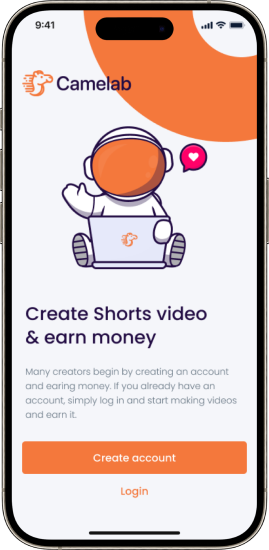 9:41
Camelab
Create Shorts video
& earn money
Many creators begin by creating an account
and earing money. If you already have an
account, simply log in and start making videos
and earn it.
Create account
Login